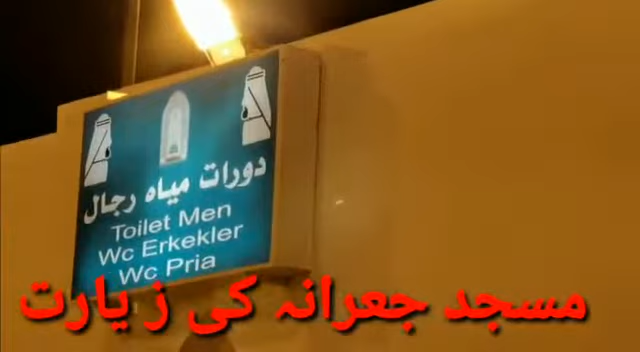 دورات مياه رجال
Toilet Men
Wc Erkekler
Wc Pria
مسجد جعرانہ کی زیارت